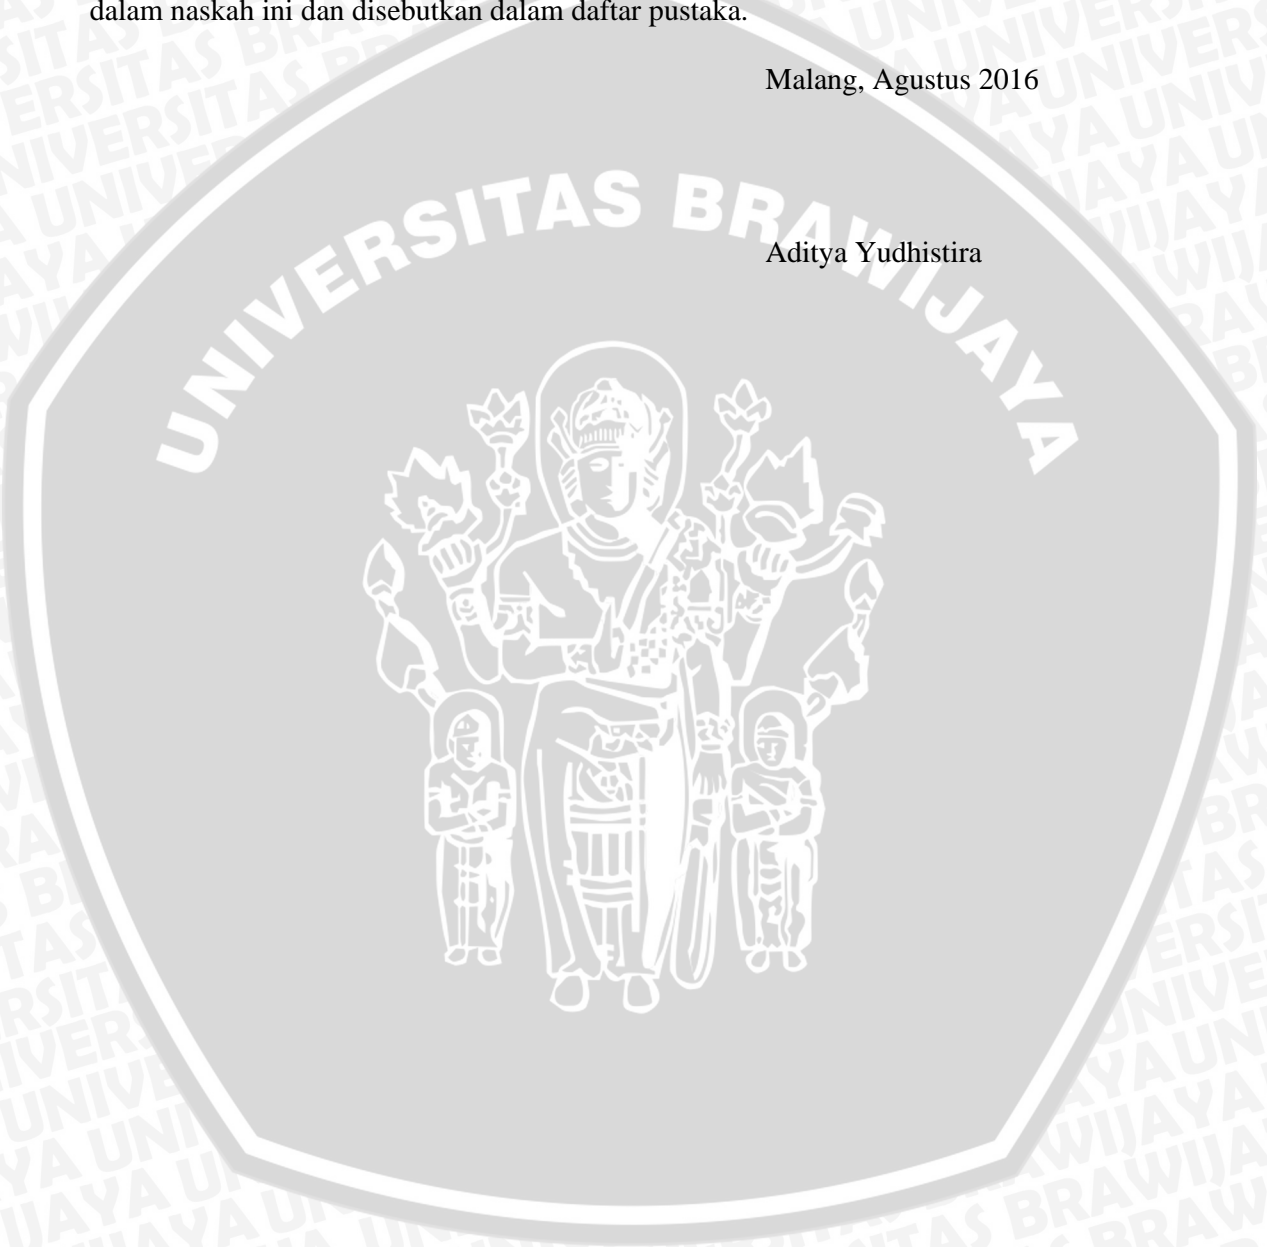 dalam naskah ini dan disebutkan dalam daftar pustaka.
Malang, Agustus 2016
UNIVERSITAS BRAWIJAYA
Aditya Yudhistira